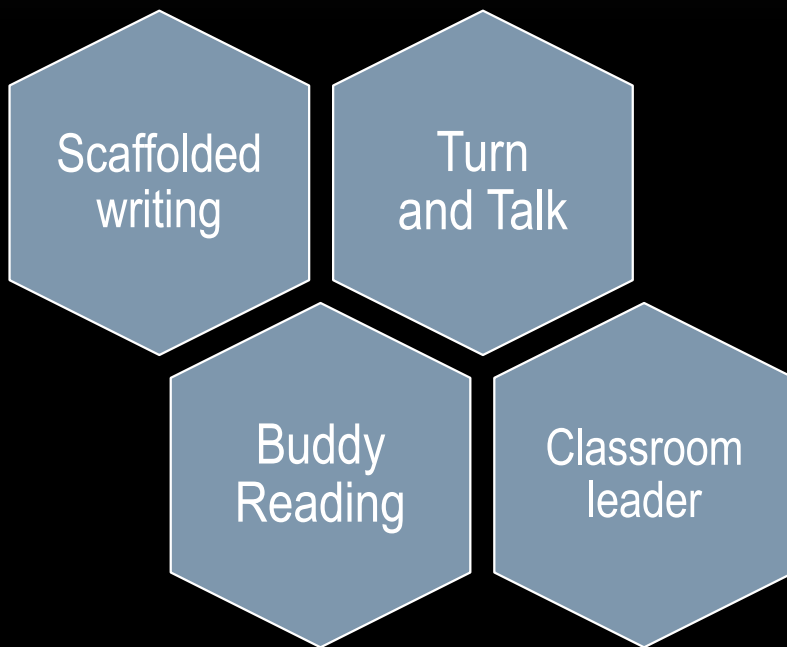 Scaffolded
writing
Turn
and Talk
Buddy
Reading
Classroom
leader